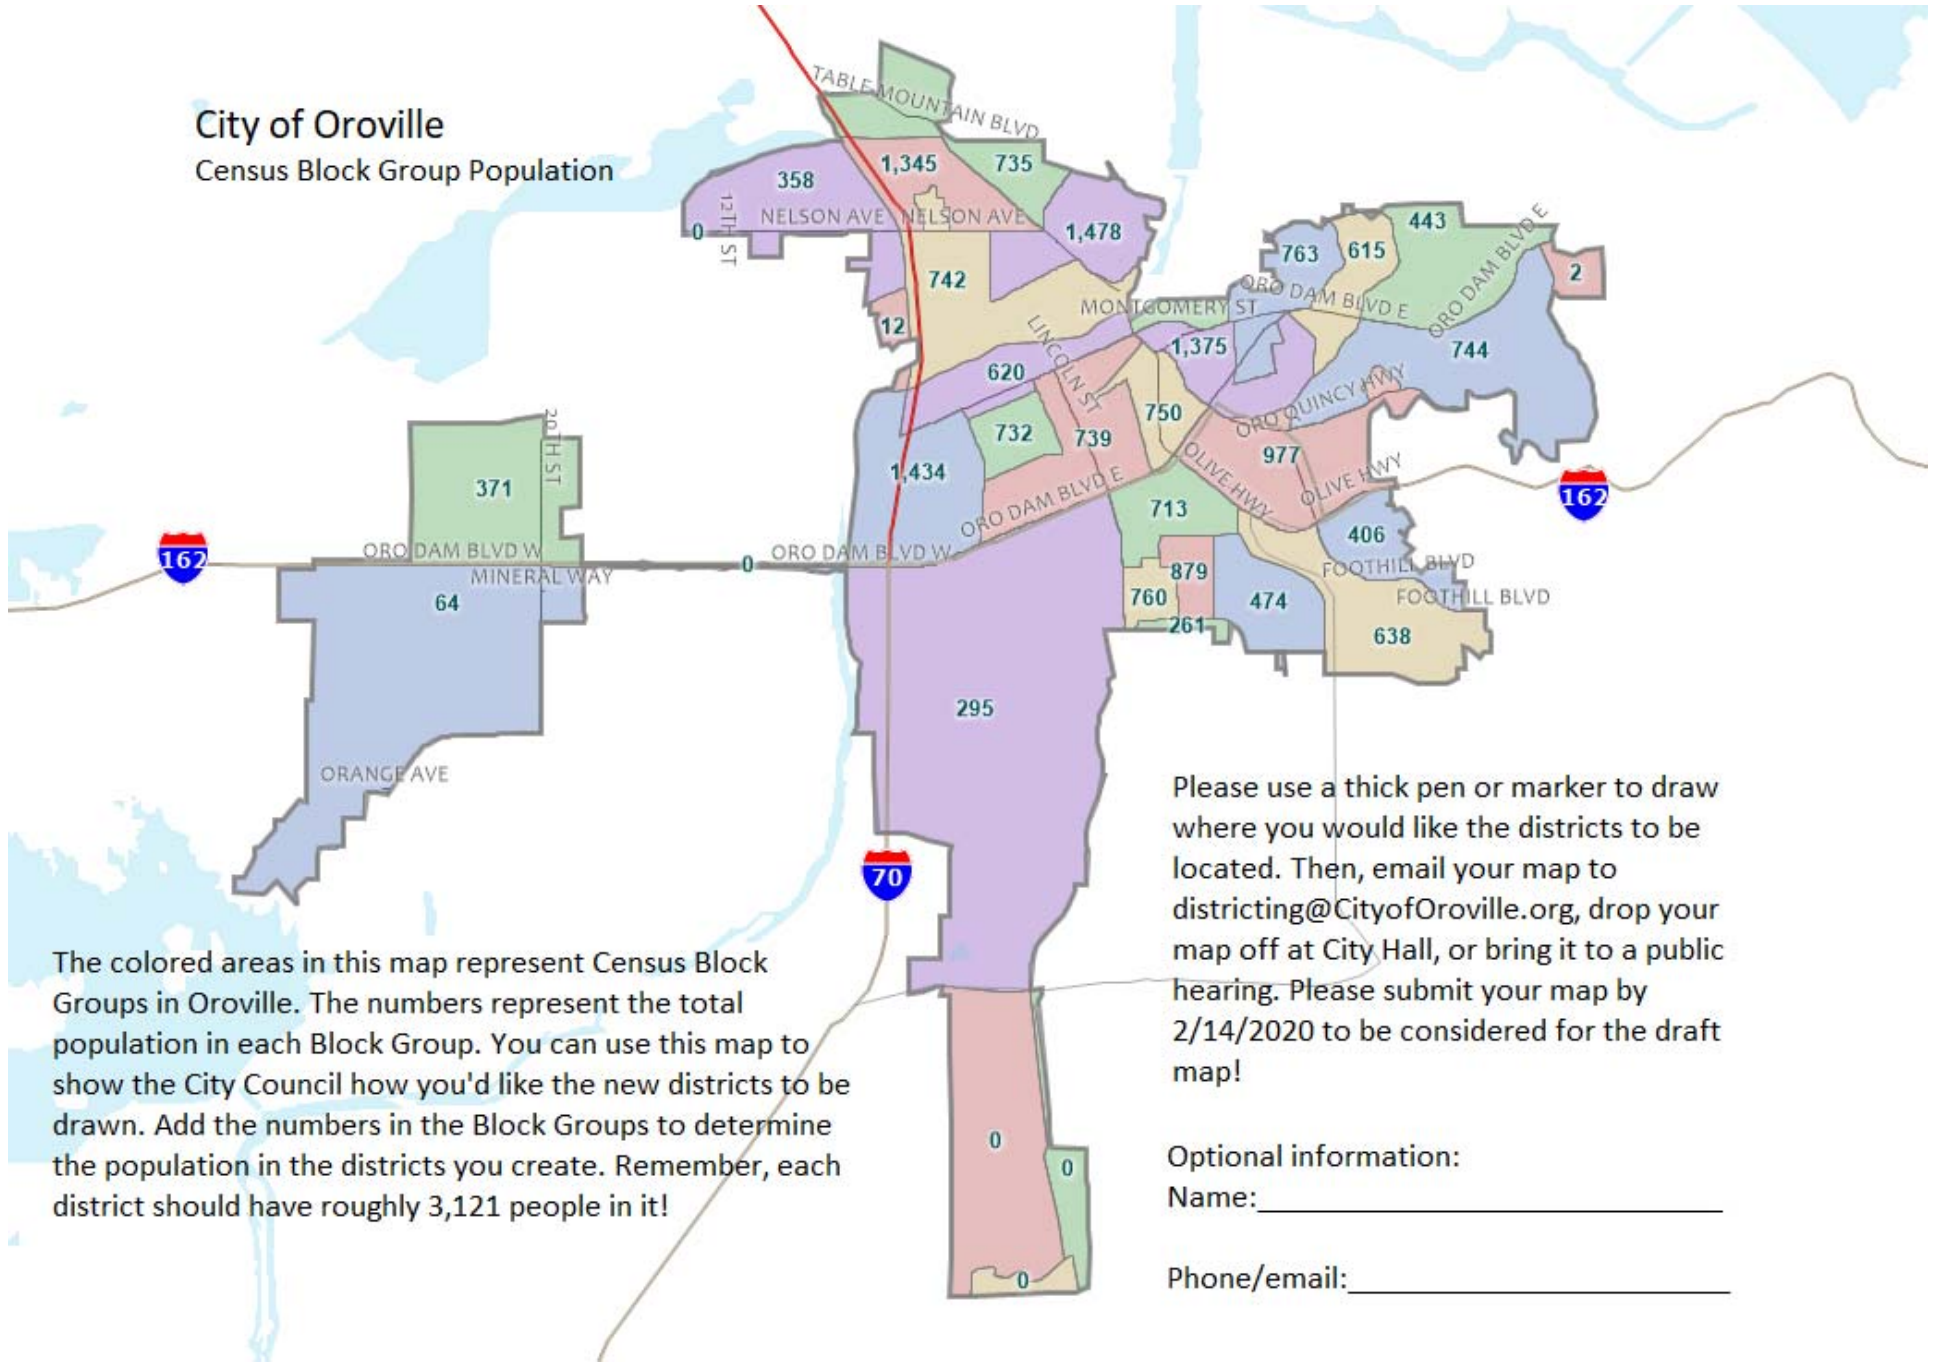 City of Oroville
Census Block Group Population
TABLE MOUNTAIN BLVD
358
1,345
735
12TH ST
NELSON AVE
NELSON AVE
0
1,478
742
12
763
615
443
ORO DAM BLVD E
2
ORO DAM BLVD E
MONTGOMERY ST
LINCOLN ST
1,375
744
620
ORO QUINCY HWY
750
732
739
977
1,434
OLIVE HWY
OLIVE HWY
ORO DAM BLVD E
20TH ST
371
713
406
162
162
ORO DAM BLVD W
0
ORO DAM BLVD W
MINERAL WAY
64
879
760
261
474
FOOTHILL BLVD
FOOTHILL BLVD
638
295
ORANGE AVE
70
0
0
0
The colored areas in this map represent Census Block
Groups in Oroville. The numbers represent the total
population in each Block Group. You can use this map to
show the City Council how you'd like the new districts to be
drawn. Add the numbers in the Block Groups to determine
the population in the districts you create. Remember, each
district should have roughly 3,121 people in it!
Please use a thick pen or marker to draw
where you would like the districts to be
located. Then, email your map to
districting@CityofOroville.org, drop your
map off at City Hall, or bring it to a public
hearing. Please submit your map by
2/14/2020 to be considered for the draft
map!
Optional information:
Name:
Phone/email: